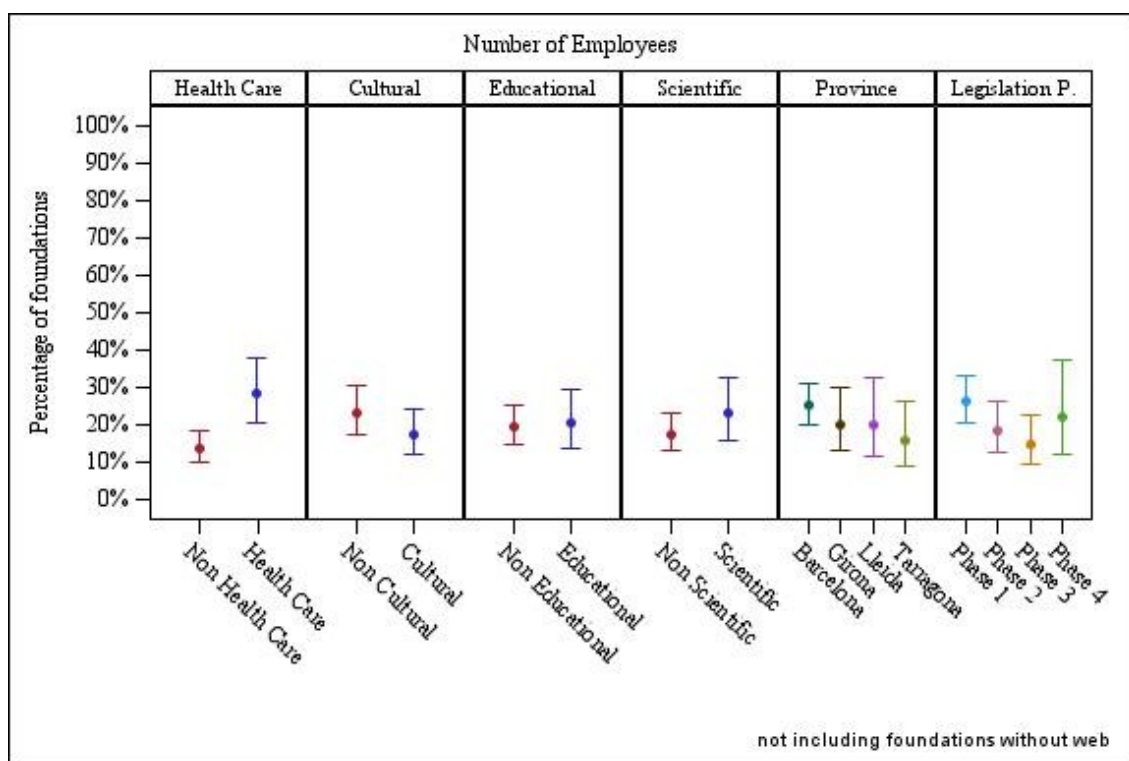 Number of Employees
Health Care
Cultural
Educational
Scientific
Province
Legislation P.
Percentage of foundations
100%
90%
80%
70%
60%
50%
40%
30%
20%
10%
0%
Non Health Care
Health Care
Non Cultural
Cultural
Non Educational
Educational
Non Scientific
Scientific
Barcelona
Girona
Lleida
Tarragona
Phase 1
Phase 2
Phase 3
Phase 4
not including foundations without web